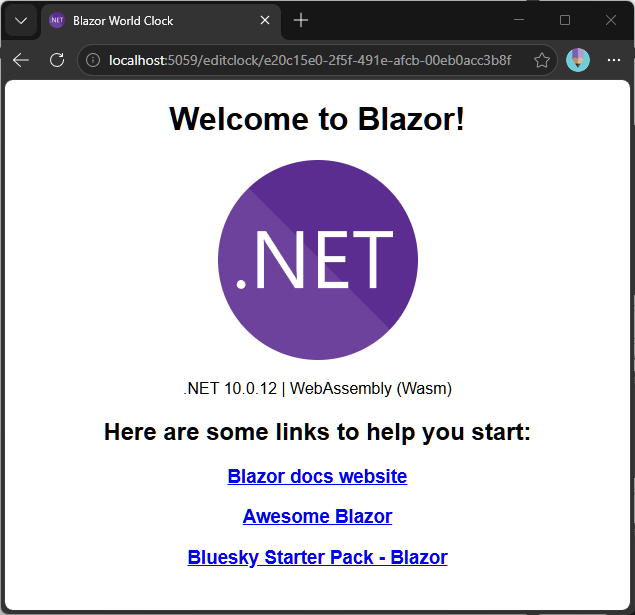 .NET Blazor World Clock
localhost:5059/editclock/e20c15e0-2f5f-491e-afcb-00eb0acc3b8f
Welcome to Blazor!
.NET
.NET 10.0.12 | WebAssembly (Wasm)
Here are some links to help you start:
Blazor docs website
Awesome Blazor
Bluesky Starter Pack - Blazor